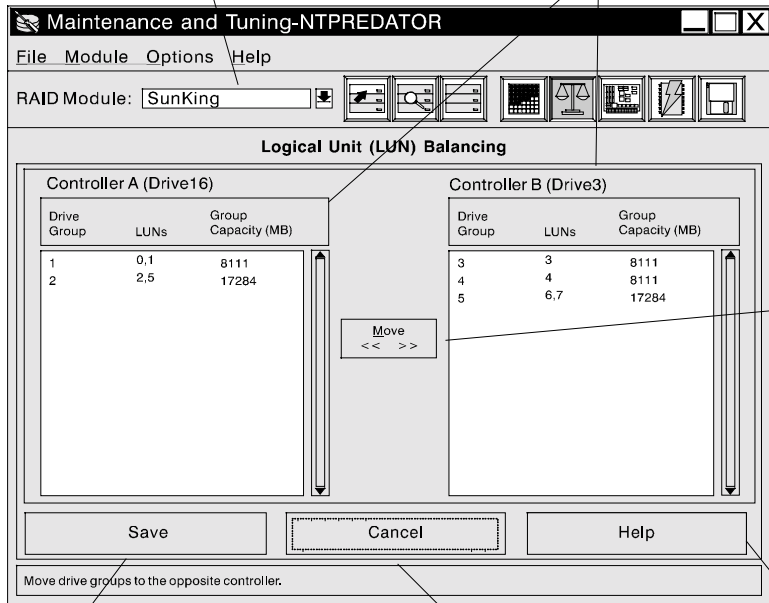 Maintenance and Tuning-NTPREDATOR
File Module Options Help
RAID Module: SunKing
Logical Unit (LUN) Balancing
Controller A (Drive16)
Drive Group LUNs Group Capacity (MB)
1 0,1 8111
2 2,5 17284
Move
<< >>
Controller B (Drive3)
Drive Group LUNs Group Capacity (MB)
3 3 8111
4 4 8111
5 6,7 17284
Save Cancel Help
Move drive groups to the opposite controller.